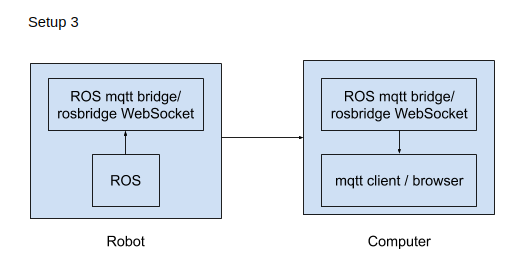 Setup 3
ROS mqtt bridge/
rosbridge WebSocket
ROS
Robot
ROS mqtt bridge/
rosbridge WebSocket
mqtt client / browser
Computer